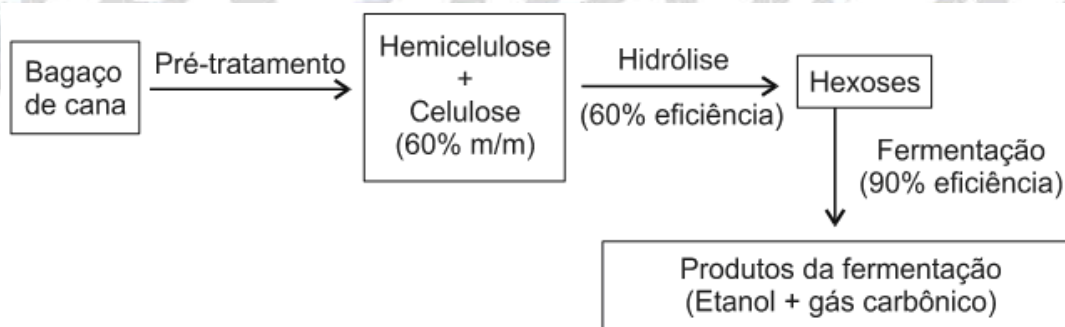 Bagaço
de cana
Pré-tratamento
Hemicelulose
+
Celulose
(60% m/m)
Hidrólise
(60% eficiência)
Hexoses
Fermentação
(90% eficiência)
Produtos da fermentação
(Etanol + gás carbônico)